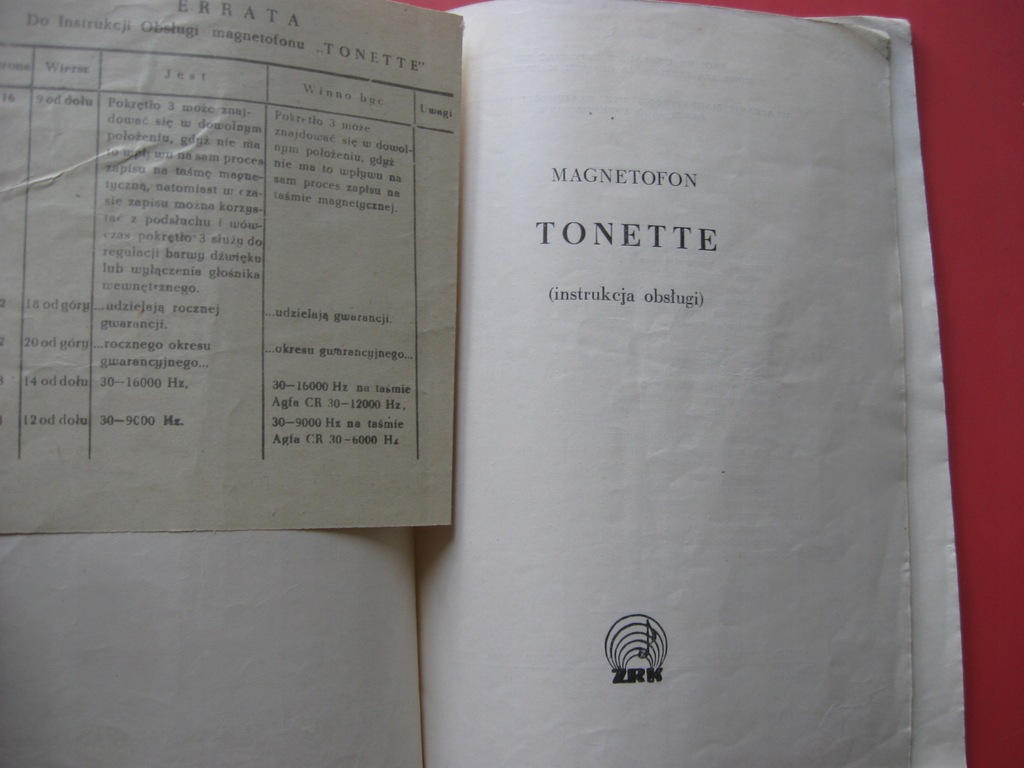 ERRATA
Do Instrukcji Obsługi magnetofonu „TONETTE”
Wiersz Jest Winno być Uwagi
16 9 od dołu
Pokrętło 3 może znaj-
dować się w dowolnym
położeniu, gdyż nie ma
to wpływu na sam proces
zapisu na taśmę magne-
tyczną, natomiast w cza-
sie zapisu można korzys-
tać z podsłuchu i wów-
czas pokrętło 3 służy do
regulacji barwy dźwięku
lub wyłączenia głośnika
wewnętrznego.
Pokrętło 3 może
znajdować się w dowol-
nym położeniu, gdyż
nie ma to wpływu na
sam proces zapisu na
taśmie magnetycznej.
2 18 od góry
...udzielają rocznej
gwarancji.
...udzielają gwarancji.
2 20 od góry
...rocznego okresu
gwarancyjnego...
...okresu gwarancyjnego...
14 od dołu 30—16000 Hz,
30—16000 Hz na taśmie
Agfa CR 30—12000 Hz,
12 od dołu 30—9000 Hz.
30—9000 Hz na taśmie
Agfa CR 30—6000 Hz
MAGNETOFON
TONETTE
(instrukcja obsługi)
ZRK